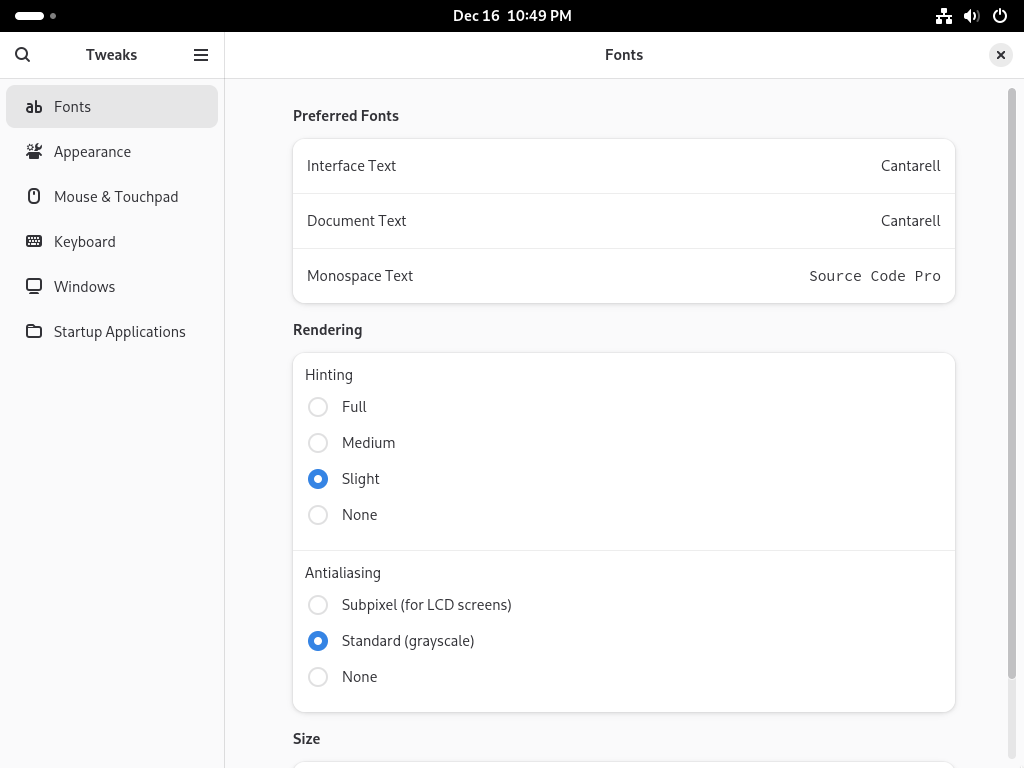 Dec 16 10:49 PM
Tweaks
Fonts
ab Fonts
Appearance
Mouse & Touchpad
Keyboard
Windows
Startup Applications
Preferred Fonts
Interface Text Cantarell
Document Text Cantarell
Monospace Text Source Code Pro
Rendering
Hinting
Full
Medium
Slight
None
Antialiasing
Subpixel (for LCD screens)
Standard (grayscale)
None
Size